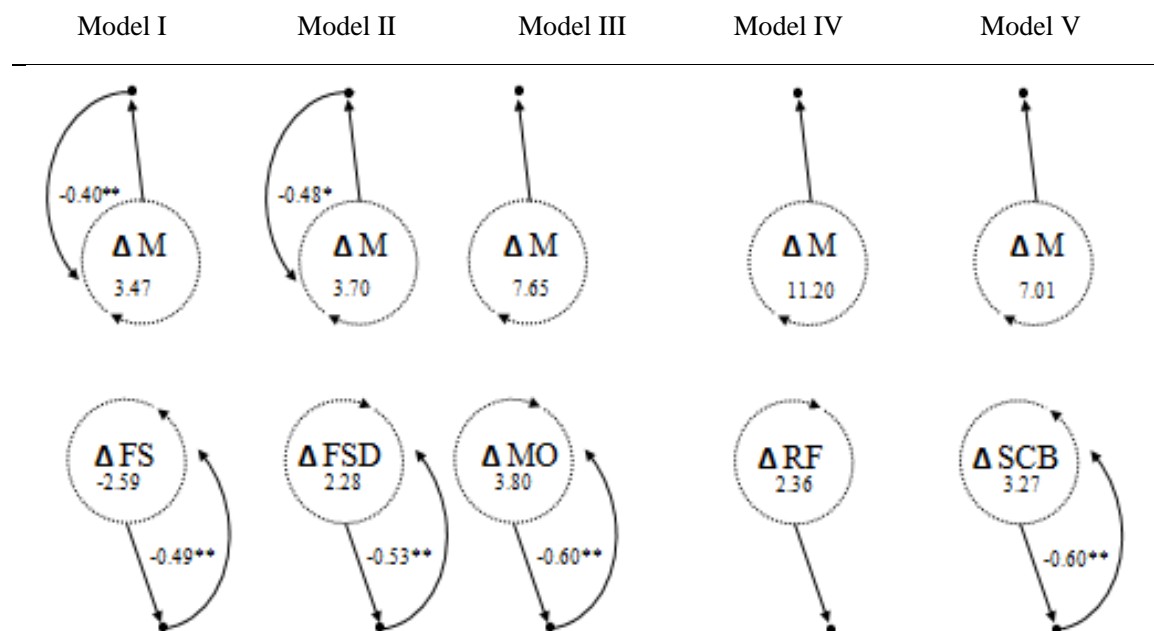 Model I Model II Model III Model IV Model V
-0.40** -0.48*
Δ M Δ M Δ M Δ M Δ M
3.47 3.70 7.65 11.20 7.01
Δ FS Δ FSD Δ MO Δ RF Δ SCB
-2.59 2.28 3.80 2.36 3.27
-0.49** -0.53** -0.60** -0.60**